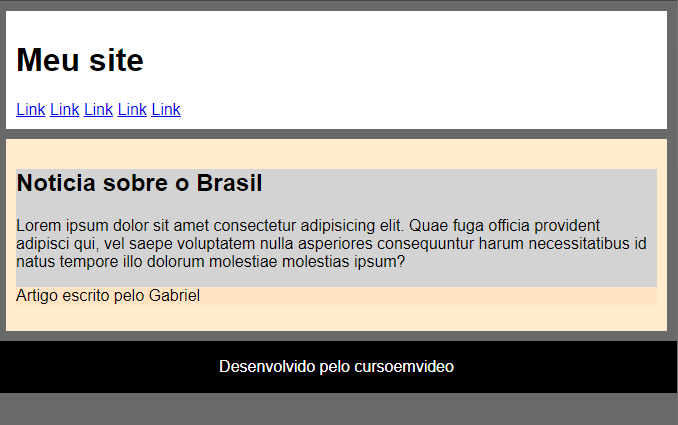 Meu site
Link Link Link Link Link
Noticia sobre o Brasil
Lorem ipsum dolor sit amet consectetur adipisicing elit. Quae fuga officia provident
adipisci qui, vel saepe voluptatem nulla asperiores consequuntur harum necessitatibus id
natus tempore illo dolorum molestiae molestias ipsum?
Artigo escrito pelo Gabriel
Desenvolvido pelo cursoemvideo